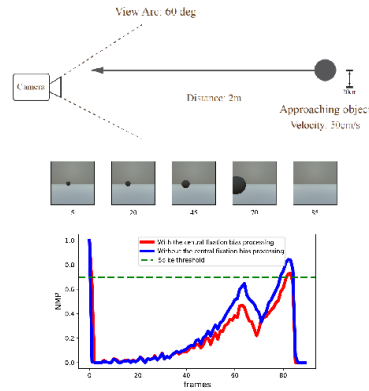 View Arc: 60 deg
Camera
Distance: 2m
Approaching objec
Velocity: 50cm/s
5
20
45
70
85
With the central fixation bias processing
Without the central fixation bias processing
Spike threshold
NMP
1.0
0.8
0.6
0.4
0.2
0.0
0
20
40
60
80
frames